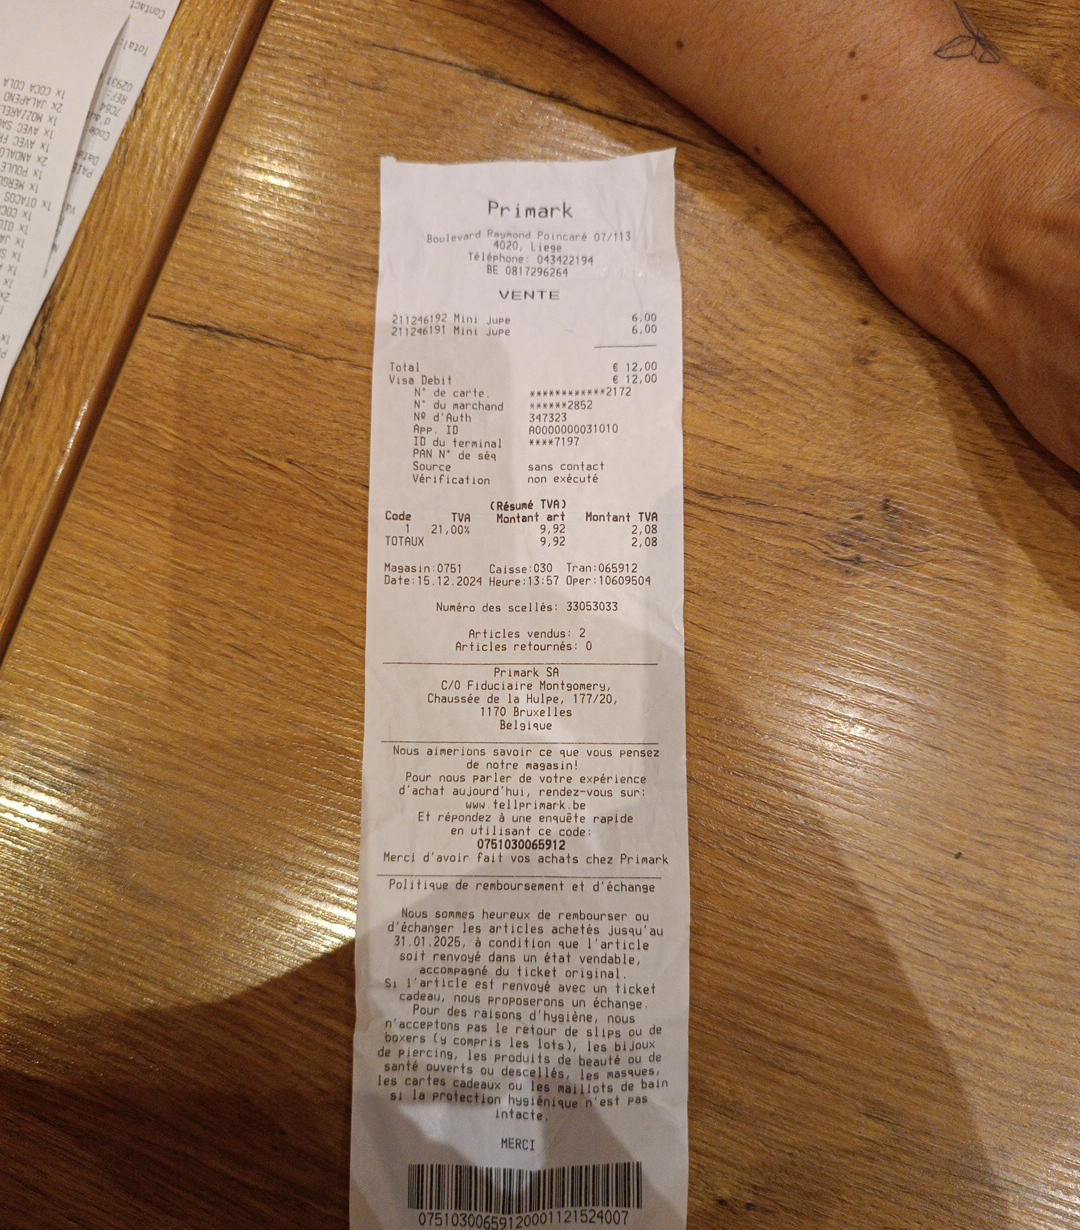 Primark
Boulevard Raymond Poincaré 07/113
4020, Liege
Téléphone: 043422194
BE 0817296264
VENTE
211246192 Mini Jupe 6,00
211246191 Mini Jupe 6,00
Total € 12,00
Visa Debit € 12,00
N° de carte. ************2172
N° du marchand ******2852
Nº d'Auth 347323
App. ID A0000000031010
ID du terminal ****7197
PAN N° de séq
Source sans contact
Vérification non exécuté
(Résumé TVA)
Code TVA Montant art Montant TVA
1 21,00% 9,92 2,08
TOTAUX 9,92 2,08
Magasin:0751 Caisse:030 Tran:065912
Date:15.12.2024 Heure:13:57 Oper:10609504
Numéro des scellés: 33053033
Articles vendus: 2
Articles retournés: 0
Primark SA
C/O Fiduciaire Montgomery,
Chaussée de la Hulpe, 177/20,
1170 Bruxelles
Belgique
Nous aimerions savoir ce que vous pensez
de notre magasin!
Pour nous parler de votre expérience
d'achat aujourd'hui, rendez-vous sur:
www.tellprimark.be
Et répondez à une enquête rapide
en utilisant ce code:
0751030065912
Merci d'avoir fait vos achats chez Primark
Politique de remboursement et d'échange
Nous sommes heureux de rembourser ou
d'échanger les articles achetés jusqu'au
31.01.2025, à condition que l'article
soit renvoyé dans un état vendable,
accompagné du ticket original.
Si l'article est renvoyé avec un ticket
cadeau, nous proposerons un échange.
Pour des raisons d'hygiène, nous
n'acceptons pas le retour de slips ou de
boxers (y compris les lots), les bijoux
de piercing, les produits de beauté ou de
santé ouverts ou descellés, les masques,
les cartes cadeaux ou les maillots de bain
si la protection hygiénique n'est pas
intacte.
MERCI
07510300659120001121524007
Contact
Total:
02931
REF:
Code
1x COCA COLA
2x JALAPENO